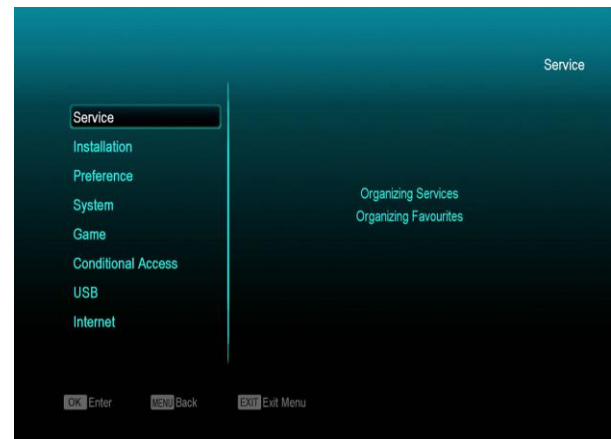 Service
Service
Installation
Preference
System
Game
Conditional Access
USB
Internet
Organizing Services
Organizing Favourites
OK Enter MENU Back EXIT Exit Menu